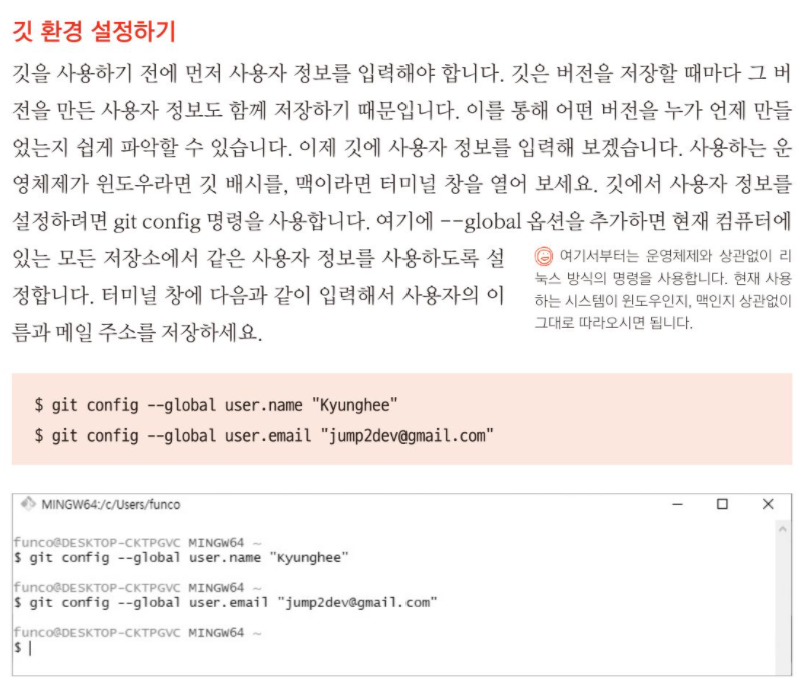 깃 환경 설정하기
깃을 사용하기 전에 먼저 사용자 정보를 입력해야 합니다. 깃은 버전을 저장할 때마다 그 버
전을 만든 사용자 정보도 함께 저장하기 때문입니다. 이를 통해 어떤 버전을 누가 언제 만들
었는지 쉽게 파악할 수 있습니다. 이제 깃에 사용자 정보를 입력해 보겠습니다. 사용하는 운
영체제가 윈도우라면 깃 배시를, 맥이라면 터미널 창을 열어 보세요. 깃에서 사용자 정보를
설정하려면 git config 명령을 사용합니다. 여기에 --global 옵션을 추가하면 현재 컴퓨터에
있는 모든 저장소에서 같은 사용자 정보를 사용하도록 설
정합니다. 터미널 창에 다음과 같이 입력해서 사용자의 이
름과 메일 주소를 저장하세요.
여기서부터는 운영체제와 상관없이 리
눅스 방식의 명령을 사용합니다. 현재 사용
하는 시스템이 윈도우인지, 맥인지 상관없이
그대로 따라오시면 됩니다.
$ git config --global user.name "Kyunghee"
$ git config --global user.email "jump2dev@gmail.com"
MINGW64:/c/Users/funco
funco@DESKTOP-CKTPGVC MINGW64 ~
$ git config --global user.name "Kyunghee"
funco@DESKTOP-CKTPGVC MINGW64 ~
$ git config --global user.email "jump2dev@gmail.com"
funco@DESKTOP-CKTPGVC MINGW64 ~
$